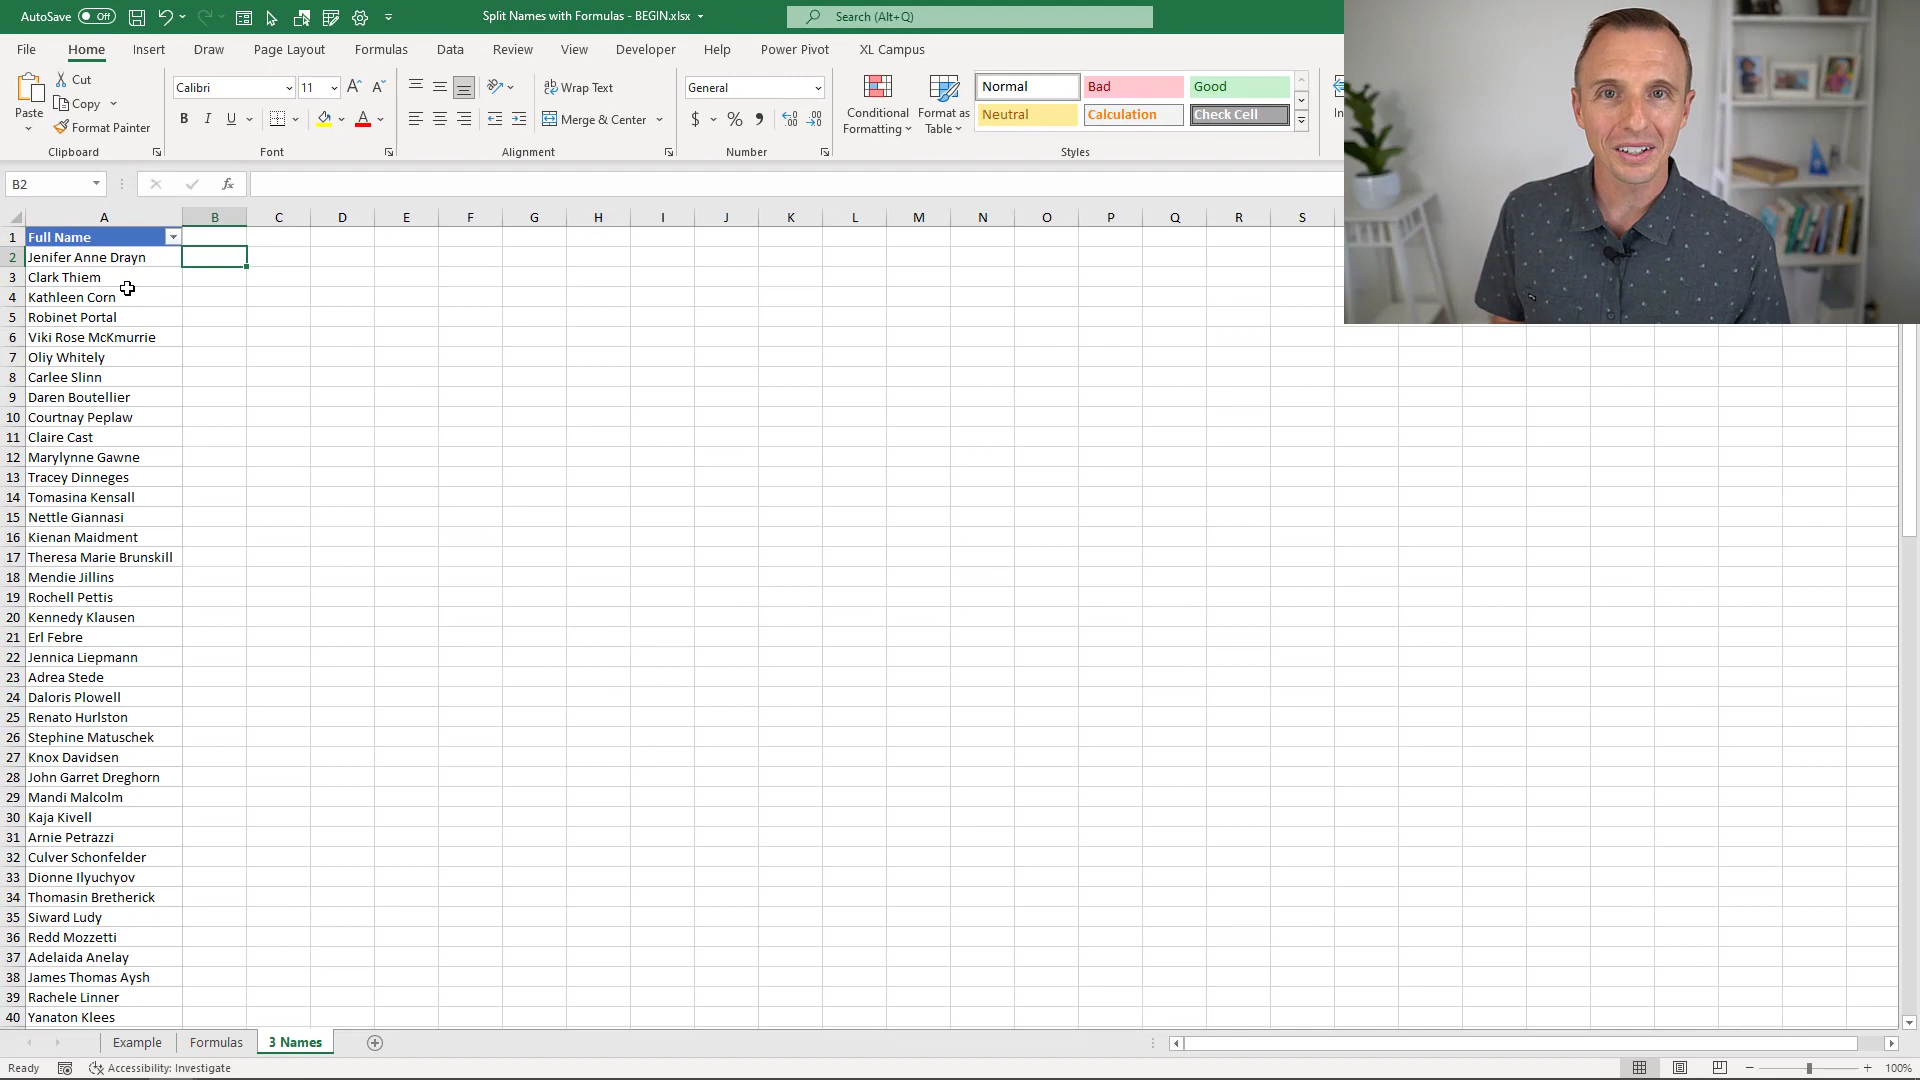 AutoSave Off
Split Names with Formulas - BEGIN.xlsx
Search (Alt+Q)
File Home Insert Draw Page Layout Formulas Data Review View Developer Help Power Pivot XL Campus
Paste
Cut
Copy
Format Painter
Clipboard
Calibri 11
B I U
Font
Wrap Text
Merge & Center
Alignment
General
$ % 9
Number
Conditional Formatting
Format as Table
Normal Bad Good
Neutral Calculation Check Cell
Styles
B2
fx
A B C D E F G H I J K L M N O P Q R S
1 Full Name
2 Jenifer Anne Drayn
3 Clark Thiem
4 Kathleen Corn
5 Robinet Portal
6 Viki Rose McKmurrie
7 Oliy Whitely
8 Carlee Slinn
9 Daren Boutellier
10 Courtnay Peplaw
11 Claire Cast
12 Marylynne Gawne
13 Tracey Dinneges
14 Tomasina Kensall
15 Nettle Giannasi
16 Kienan Maidment
17 Theresa Marie Brunskill
18 Mendie Jillins
19 Rochell Pettis
20 Kennedy Klausen
21 Erl Febre
22 Jennica Liepmann
23 Adrea Stede
24 Daloris Plowell
25 Renato Hurlston
26 Stephine Matuschek
27 Knox Davidsen
28 John Garret Dreghorn
29 Mandi Malcolm
30 Kaja Kivell
31 Arnie Petrazzi
32 Culver Schonfelder
33 Dionne Ilyuchyov
34 Thomasin Bretherick
35 Siward Ludy
36 Redd Mozzetti
37 Adelaida Anelay
38 James Thomas Aysh
39 Rachele Linner
40 Yanaton Klees
Example Formulas 3 Names
Ready Accessibility: Investigate
100%